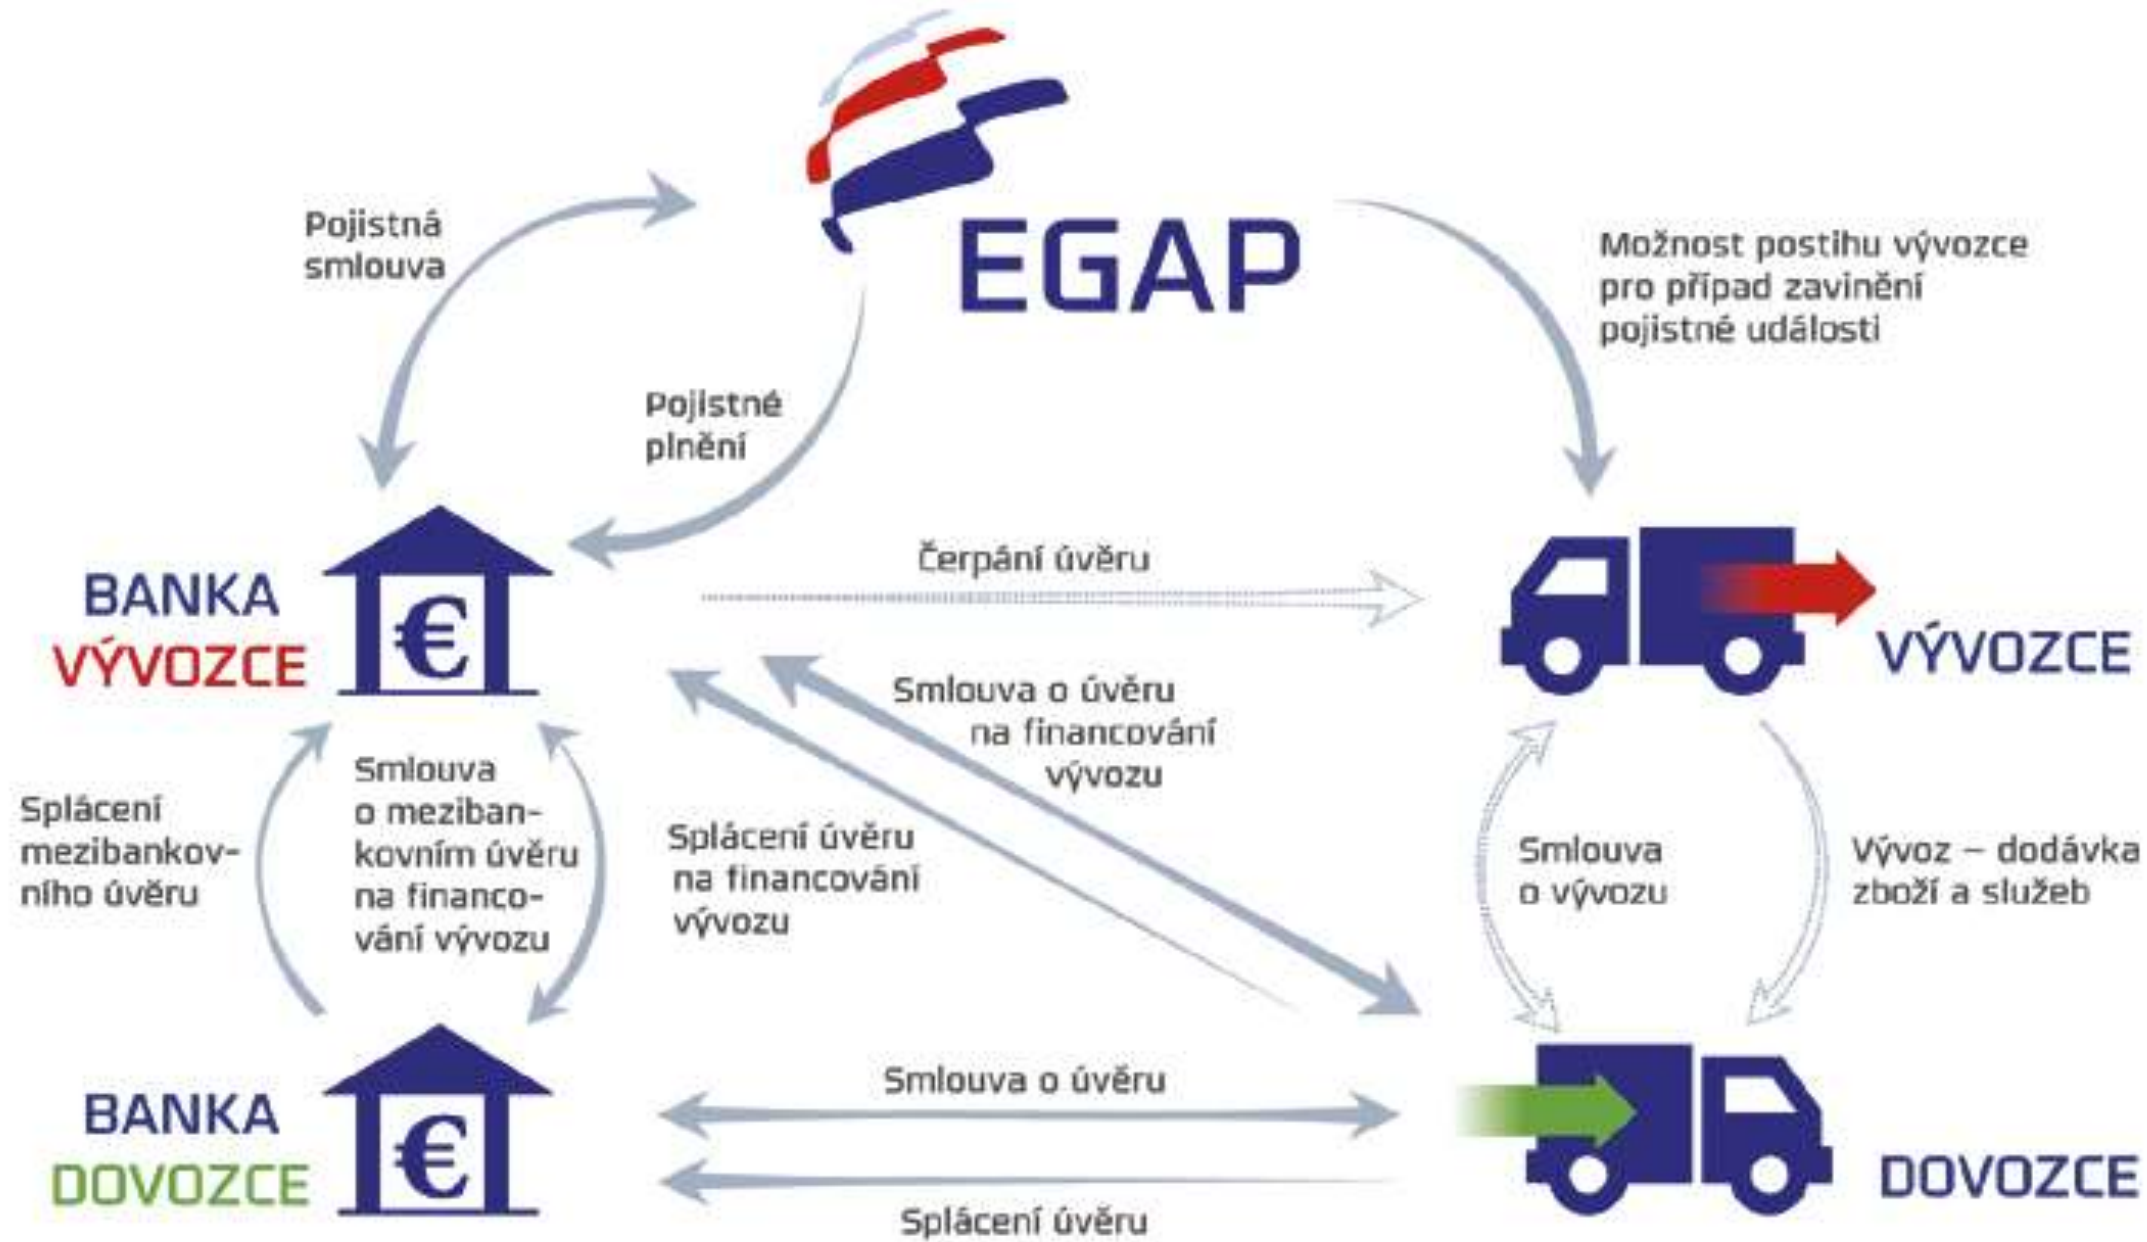 EGAP
Pojistná
smlouva
Možnost postihu vývozce
pro případ zavinění
pojistné události
Pojistné
plnění
Čerpání úvěru
BANKA
VÝVOZCE
€
VÝVOZCE
Smlouva o úvěru
na financování
vývozu
Splácení
mezibankov-
ního úvěru
Smlouva
o meziban-
kovním úvěru
na financo-
vání vývozu
Splácení úvěru
na financování
vývozu
Smlouva
o vývozu
Vývoz – dodávka
zboží a služeb
Smlouva o úvěru
BANKA
DOVOZCE
€
DOVOZCE
Splácení úvěru